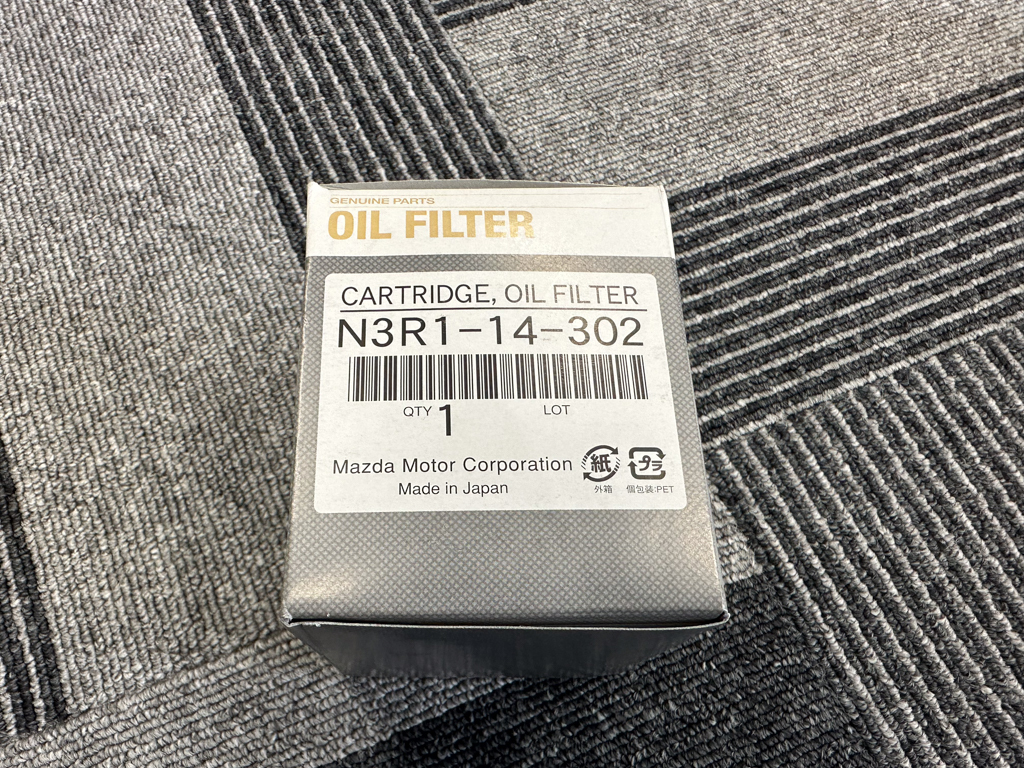 GENUINE PARTS
OIL FILTER
CARTRIDGE, OIL FILTER
N3R1-14-302
QTY 1 LOT
Mazda Motor Corporation
Made in Japan
紙
外箱
プラ
個包装:PET